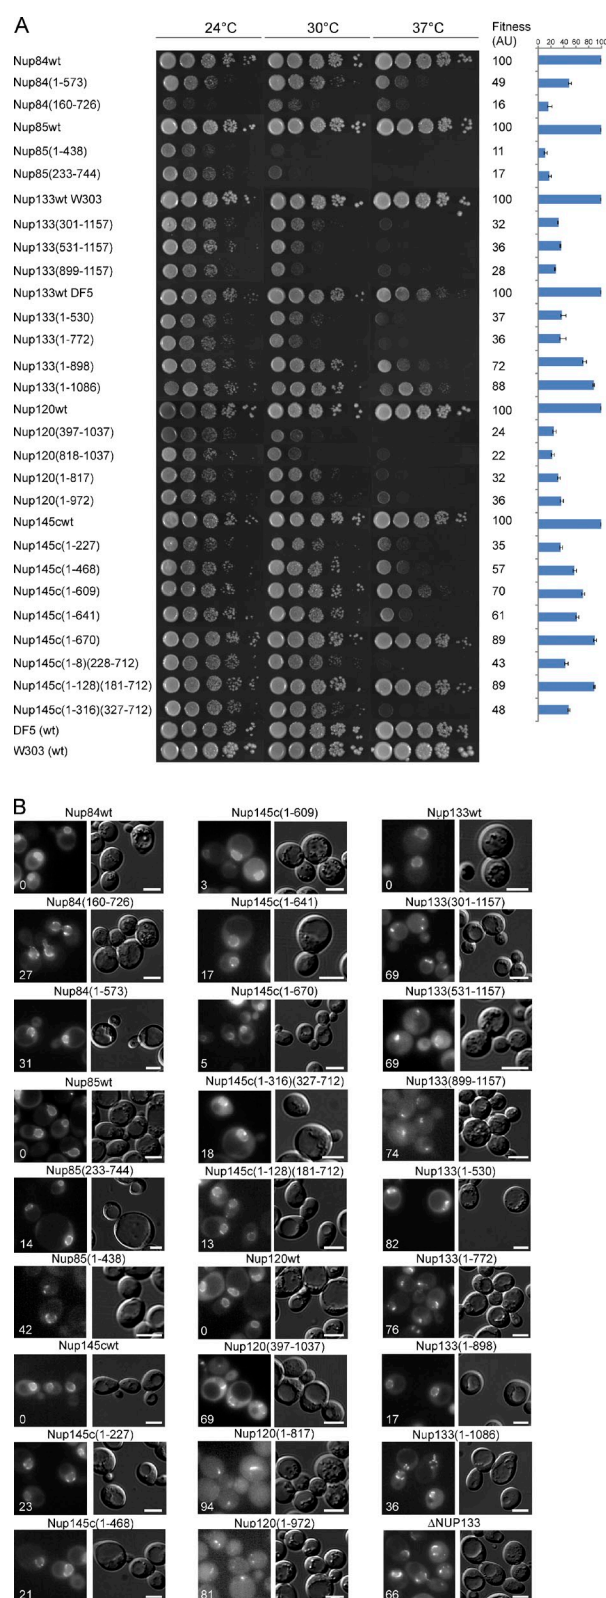 A
24°C 30°C 37°C Fitness
(AU)
0 20 40 60 80 100
Nup84wt 100
Nup84(1-573) 49
Nup84(160-726) 16
Nup85wt 100
Nup85(1-438) 11
Nup85(233-744) 17
Nup133wt W303 100
Nup133(301-1157) 32
Nup133(531-1157) 36
Nup133(899-1157) 28
Nup133wt DF5 100
Nup133(1-530) 37
Nup133(1-772) 36
Nup133(1-898) 72
Nup133(1-1086) 88
Nup120wt 100
Nup120(397-1037) 24
Nup120(818-1037) 22
Nup120(1-817) 32
Nup120(1-972) 36
Nup145cwt 100
Nup145c(1-227) 35
Nup145c(1-468) 57
Nup145c(1-609) 70
Nup145c(1-641) 61
Nup145c(1-670) 89
Nup145c(1-8)(228-712) 43
Nup145c(1-128)(181-712) 89
Nup145c(1-316)(327-712) 48
DF5 (wt)
W303 (wt)
B
Nup84wt Nup145c(1-609) Nup133wt
0 3 0
Nup84(160-726) Nup145c(1-641) Nup133(301-1157)
27 17 69
Nup84(1-573) Nup145c(1-670) Nup133(531-1157)
31 5 69
Nup85wt Nup145c(1-316)(327-712) Nup133(899-1157)
0 18 74
Nup85(233-744) Nup145c(1-128)(181-712) Nup133(1-530)
14 13 82
Nup85(1-438) Nup120wt Nup133(1-772)
42 0 76
Nup145cwt Nup120(397-1037) Nup133(1-898)
0 69 17
Nup145c(1-227) Nup120(1-817) Nup133(1-1086)
23 94 36
Nup145c(1-468) Nup120(1-972) ΔNUP133
21 81 66